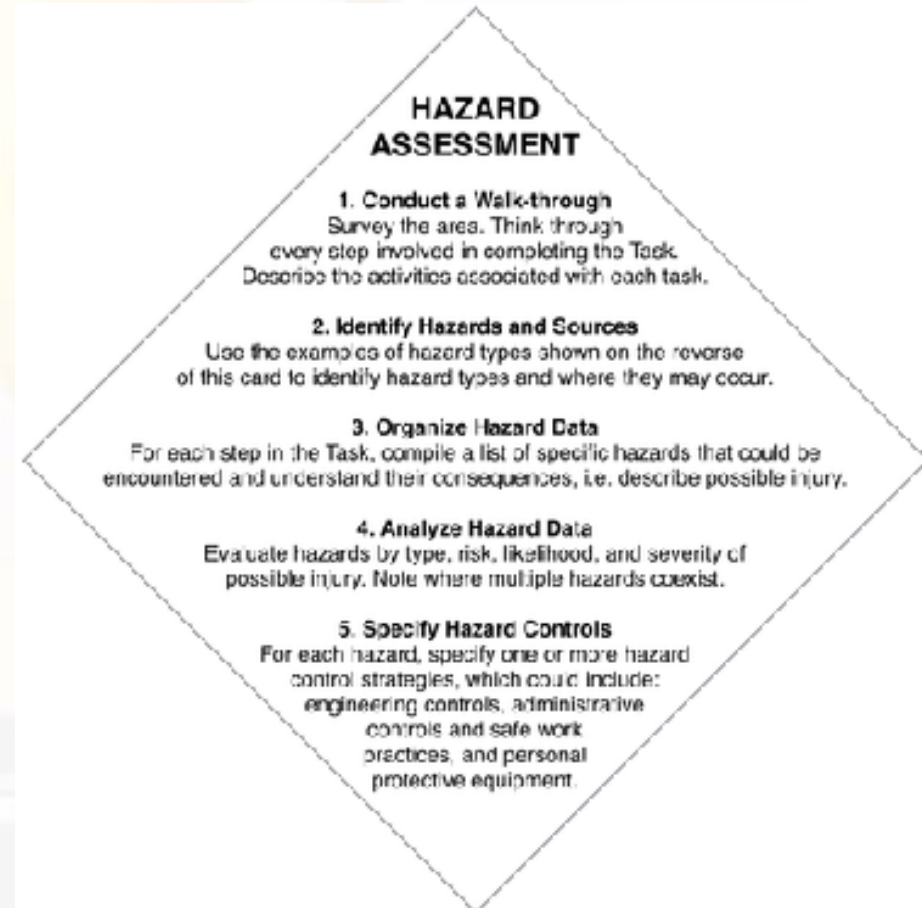 HAZARD
ASSESSMENT
1. Conduct a Walk-through
Survey the area. Think through
every step involved in completing the Task.
Describe the activities associated with each task.
2. Identify Hazards and Sources
Use the examples of hazard types shown on the reverse
of this card to identify hazard types and where they may occur.
3. Organize Hazard Data
For each step in the Task, compile a list of specific hazards that could be
encountered and understand their consequences, i.e. describe possible injury.
4. Analyze Hazard Data
Evaluate hazards by type, risk, likelihood, and severity of
possible injury. Note where multiple hazards coexist.
5. Specify Hazard Controls
For each hazard, specify one or more hazard
control strategies, which could include:
engineering controls, administrative
controls and safe work
practices, and personal
protective equipment.